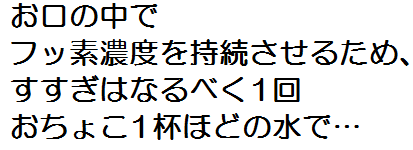 お口の中で
フッ素濃度を持続させるため、
すすぎはなるべく1回
おちょこ1杯ほどの水で…